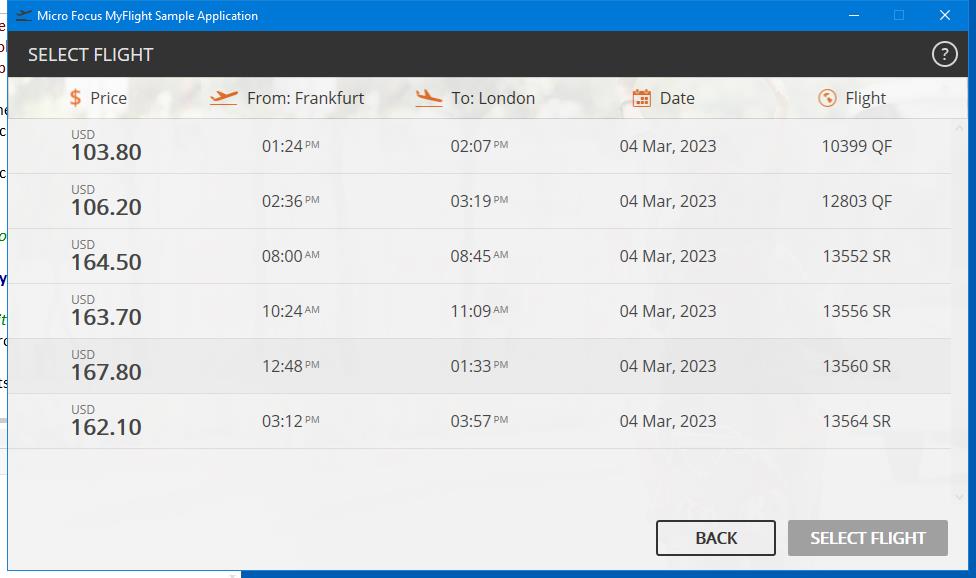 Micro Focus MyFlight Sample Application
SELECT FLIGHT
?
$ Price From: Frankfurt To: London Date Flight
USD
103.80 01:24 PM 02:07 PM 04 Mar, 2023 10399 QF
USD
106.20 02:36 PM 03:19 PM 04 Mar, 2023 12803 QF
USD
164.50 08:00 AM 08:45 AM 04 Mar, 2023 13552 SR
USD
163.70 10:24 AM 11:09 AM 04 Mar, 2023 13556 SR
USD
167.80 12:48 PM 01:33 PM 04 Mar, 2023 13560 SR
USD
162.10 03:12 PM 03:57 PM 04 Mar, 2023 13564 SR
BACK SELECT FLIGHT